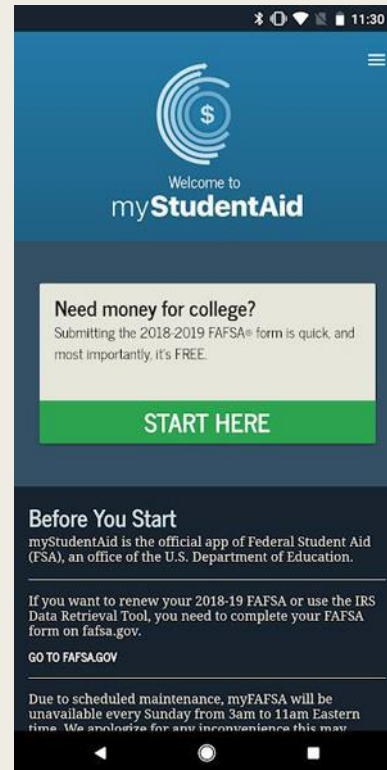 11:30
$
Welcome to
myStudentAid
Need money for college?
Submitting the 2018-2019 FAFSA® form is quick, and
most importantly, it's FREE.
START HERE
Before You Start
myStudentAid is the official app of Federal Student Aid
(FSA), an office of the U.S. Department of Education.
If you want to renew your 2018-19 FAFSA or use the IRS
Data Retrieval Tool, you need to complete your FAFSA
form on fafsa.gov.
GO TO FAFSA.GOV
Due to scheduled maintenance, myFAFSA will be
unavailable every Sunday from 3am to 11am Eastern
time. We apologize for any inconvenience this may